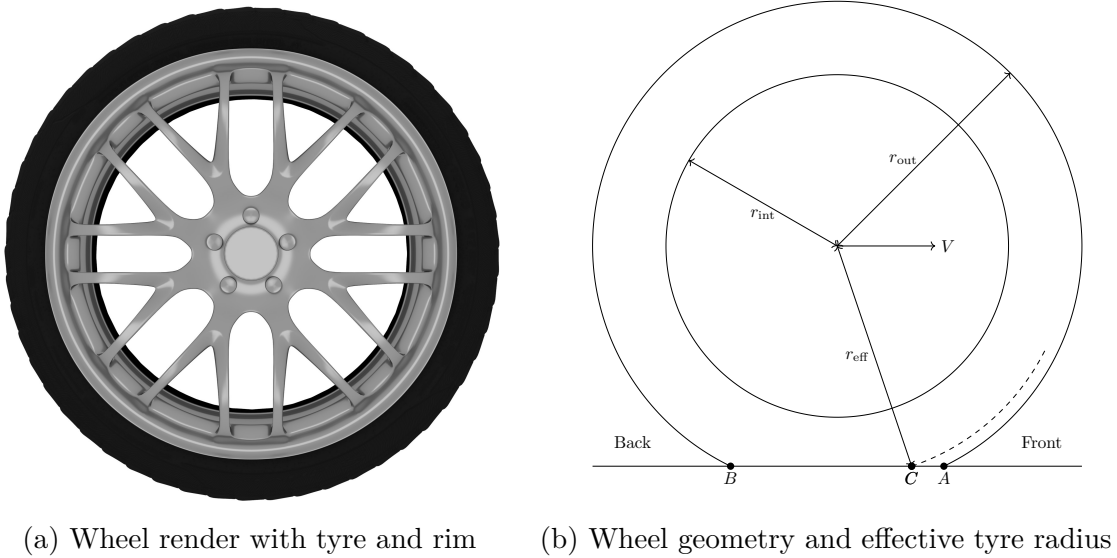 r_out
r_int
V
r_eff
Back
Front
B
C
A
(a) Wheel render with tyre and rim
(b) Wheel geometry and effective tyre radius